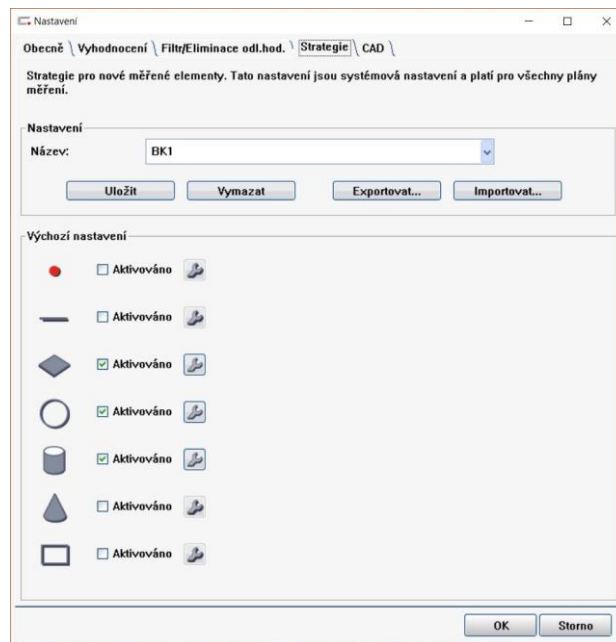 Nastavení
Obecně Vyhodnocení Filtr/Eliminace odl.hod. Strategie CAD
Strategie pro nové měřené elementy. Tato nastavení jsou systémová nastavení a platí pro všechny plány
měření.
Nastavení
Název: BK1
Uložit Vymazat Exportovat... Importovat...
Výchozí nastavení
Aktivováno
Aktivováno
Aktivováno
Aktivováno
Aktivováno
Aktivováno
Aktivováno
OK Storno